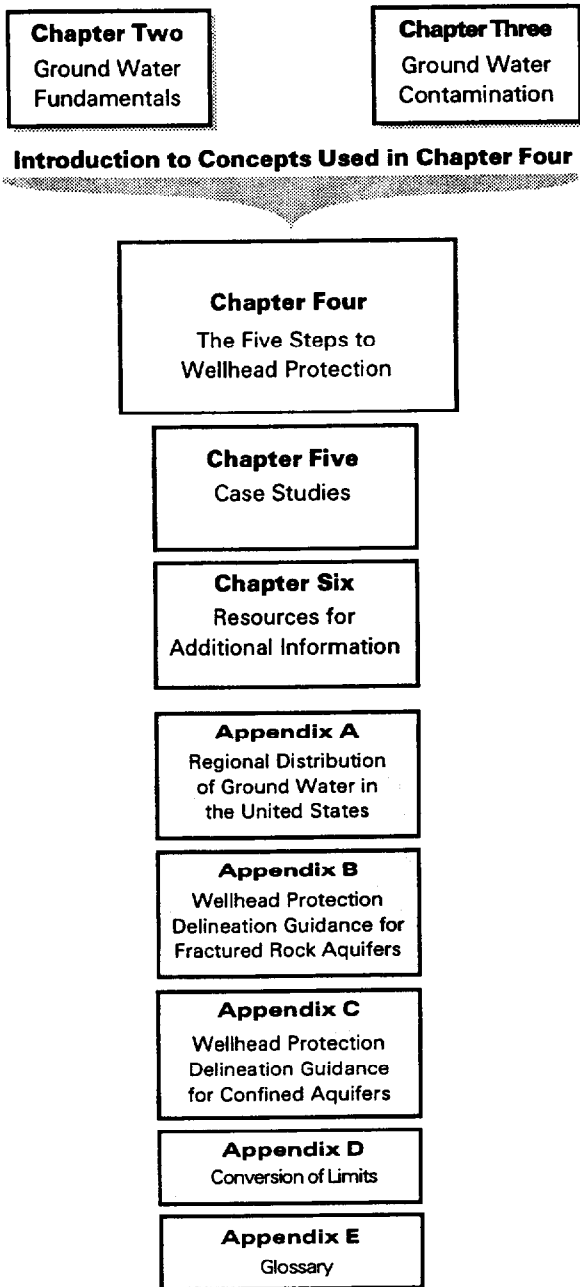 Chapter Two
Ground Water
Fundamentals
Chapter Three
Ground Water
Contamination
Introduction to Concepts Used in Chapter Four
Chapter Four
The Five Steps to
Wellhead Protection
Chapter Five
Case Studies
Chapter Six
Resources for
Additional Information
Appendix A
Regional Distribution
of Ground Water in
the United States
Appendix B
Wellhead Protection
Delineation Guidance for
Fractured Rock Aquifers
Appendix C
Wellhead Protection
Delineation Guidance
for Confined Aquifers
Appendix D
Conversion of Limits
Appendix E
Glossary